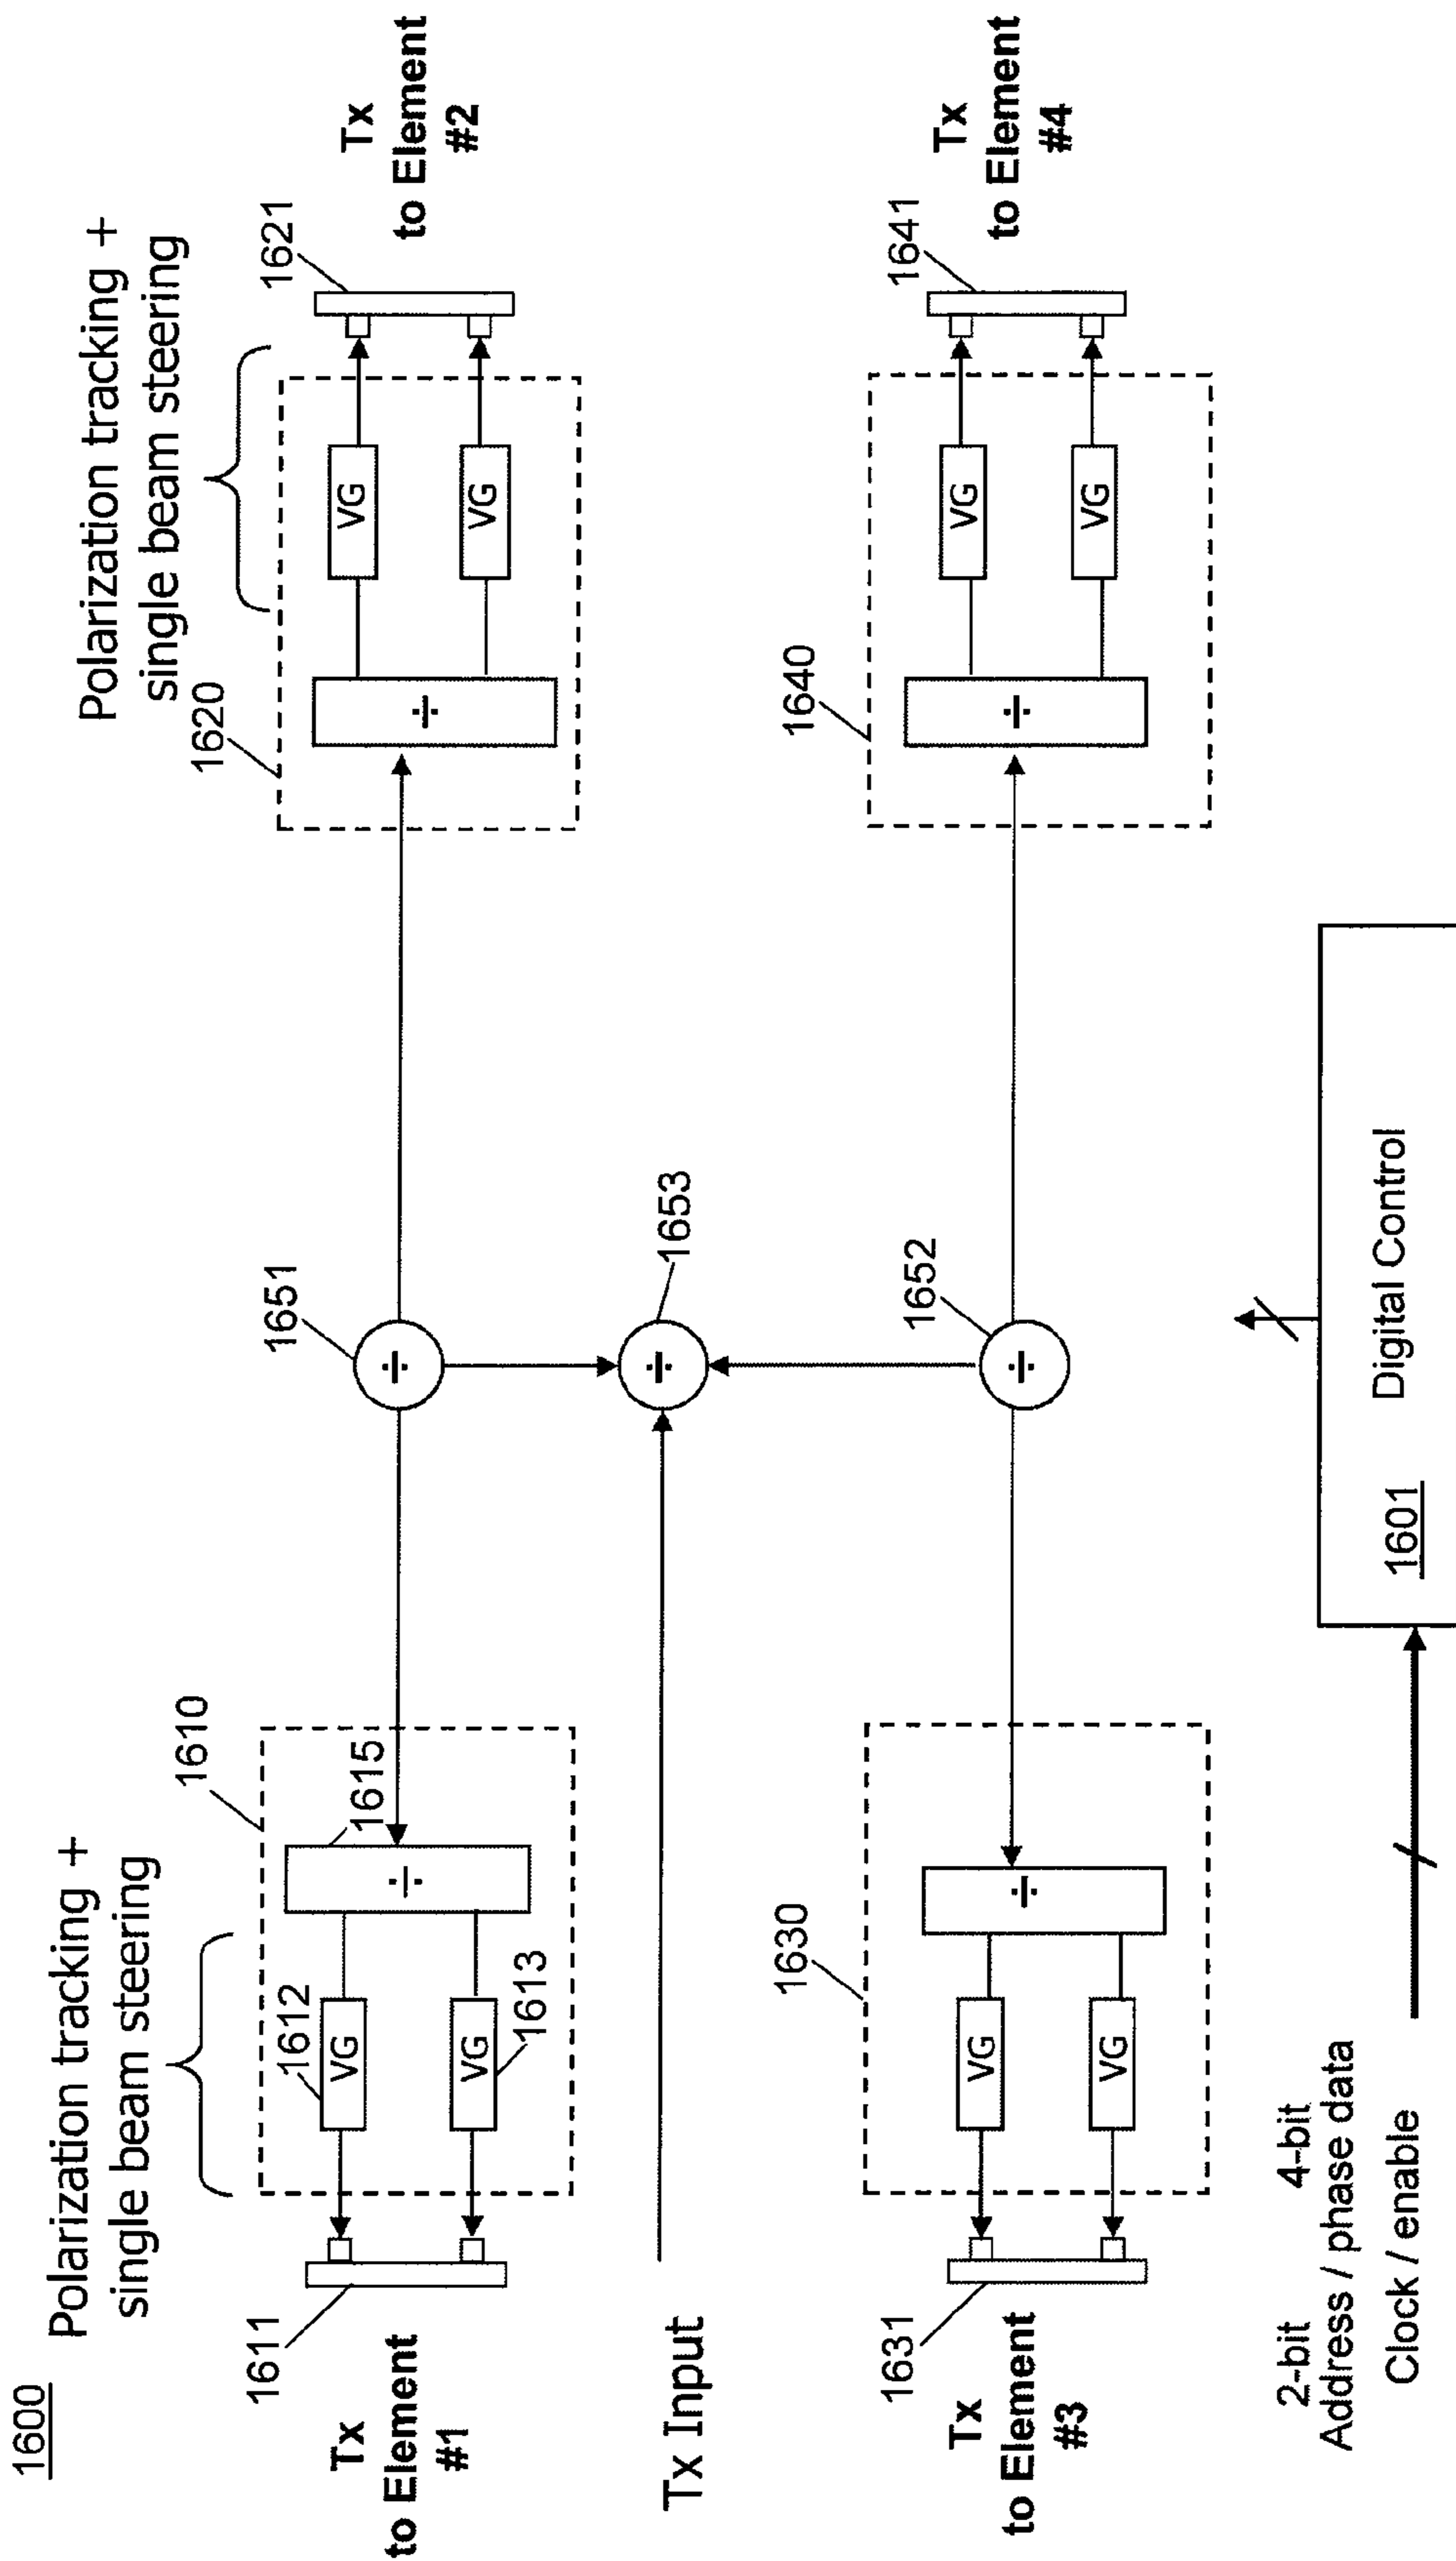 1600
Polarization tracking +
single beam steering
Polarization tracking +
single beam steering
1610
1620
1611
1621
1612
VG
VG
1613
1615
÷
1651
÷
÷
VG
VG
Tx
to Element
#1
Tx
to Element
#2
Tx Input
÷
1653
1630
1640
1631
1641
VG
VG
÷
1652
÷
÷
VG
VG
Tx
to Element
#3
Tx
to Element
#4
2-bit 4-bit
Address / phase data
Clock / enable
Digital Control
1601